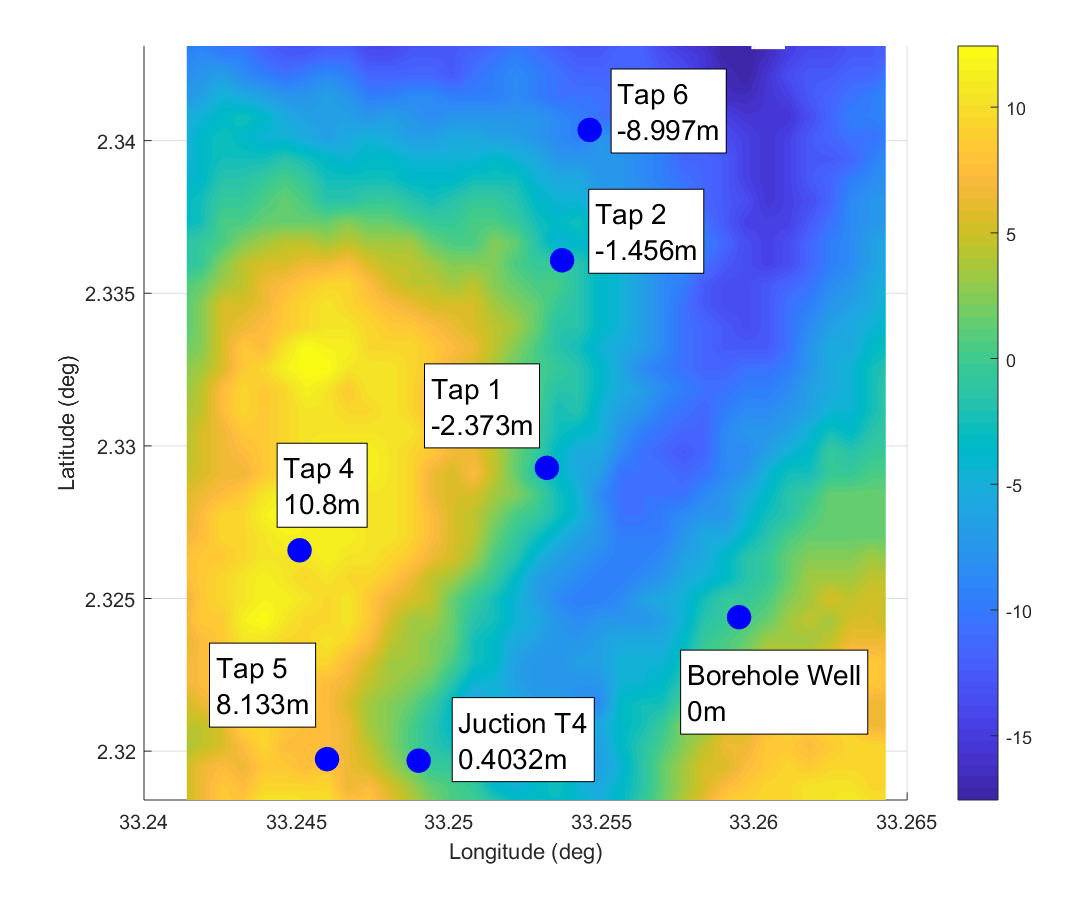 Tap 6
-8.997m
Tap 2
-1.456m
Tap 1
-2.373m
Tap 4
10.8m
Tap 5
8.133m
Juction T4
0.4032m
Borehole Well
0m
2.34
2.335
2.33
2.325
2.32
Latitude (deg)
33.24
33.245
33.25
33.255
33.26
33.265
Longitude (deg)
10
5
0
-5
-10
-15